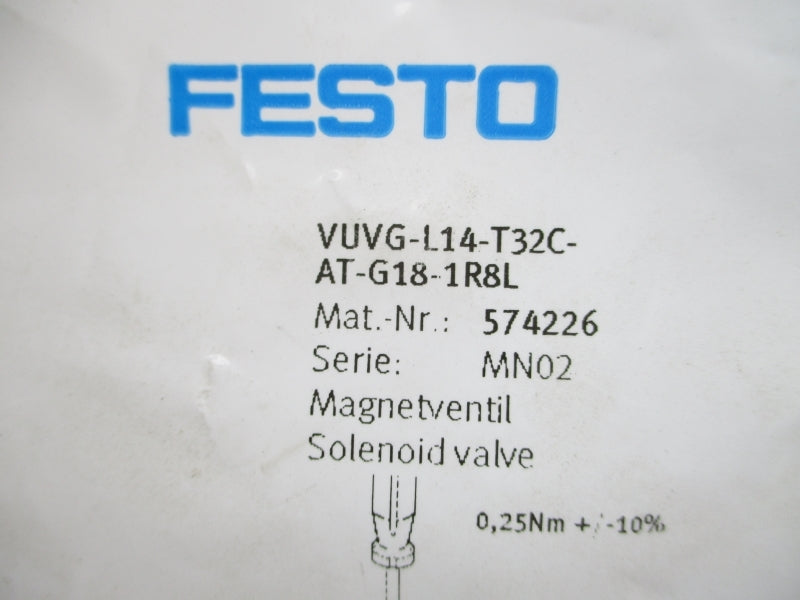 FESTO
VUVG-L14-T32C-
AT-G18-1R8L
Mat.-Nr.: 574226
Serie: MN02
Magnetventil
Solenoid valve
0,25Nm +/-10%